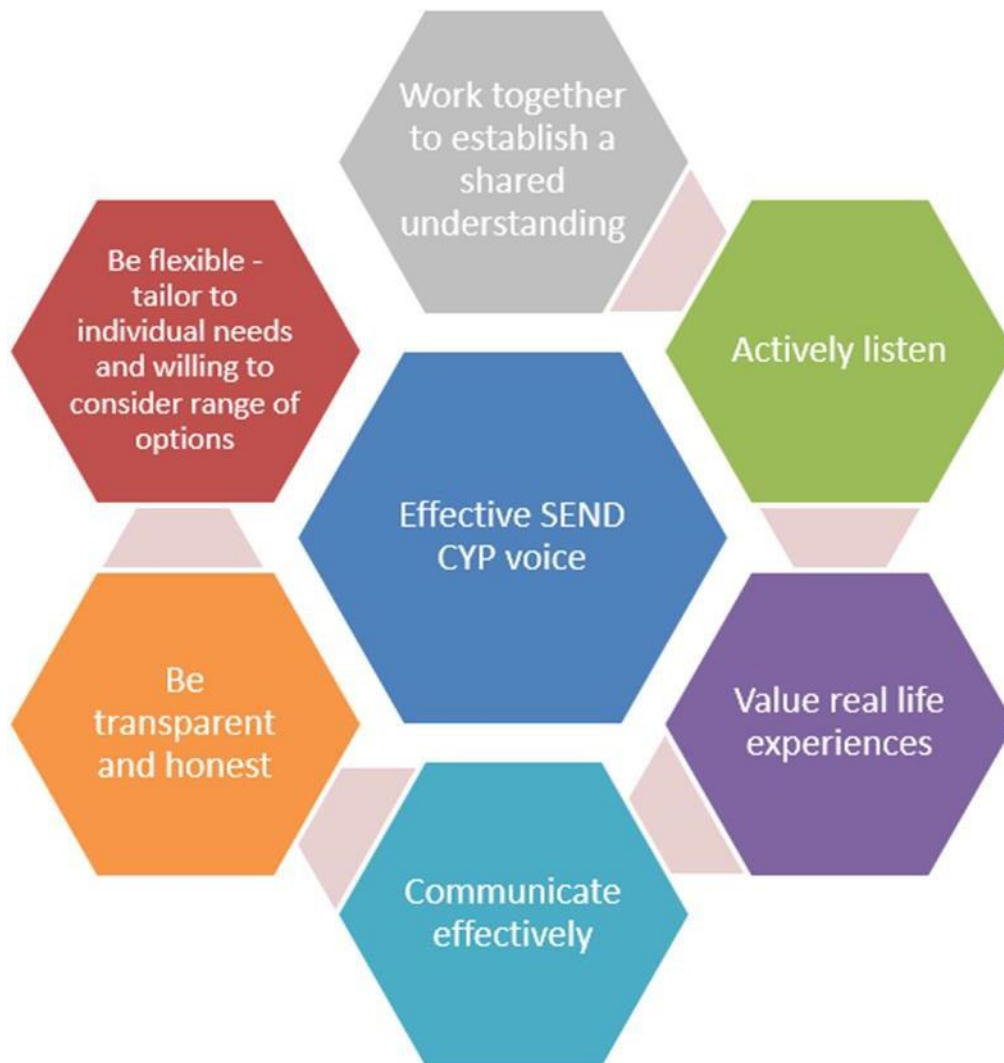 Work together
to establish a
shared
understanding
Actively listen
Value real life
experiences
Communicate
effectively
Be
transparent
and honest
Be flexible -
tailor to
individual needs
and willing to
consider range of
options
Effective SEND
CYP voice